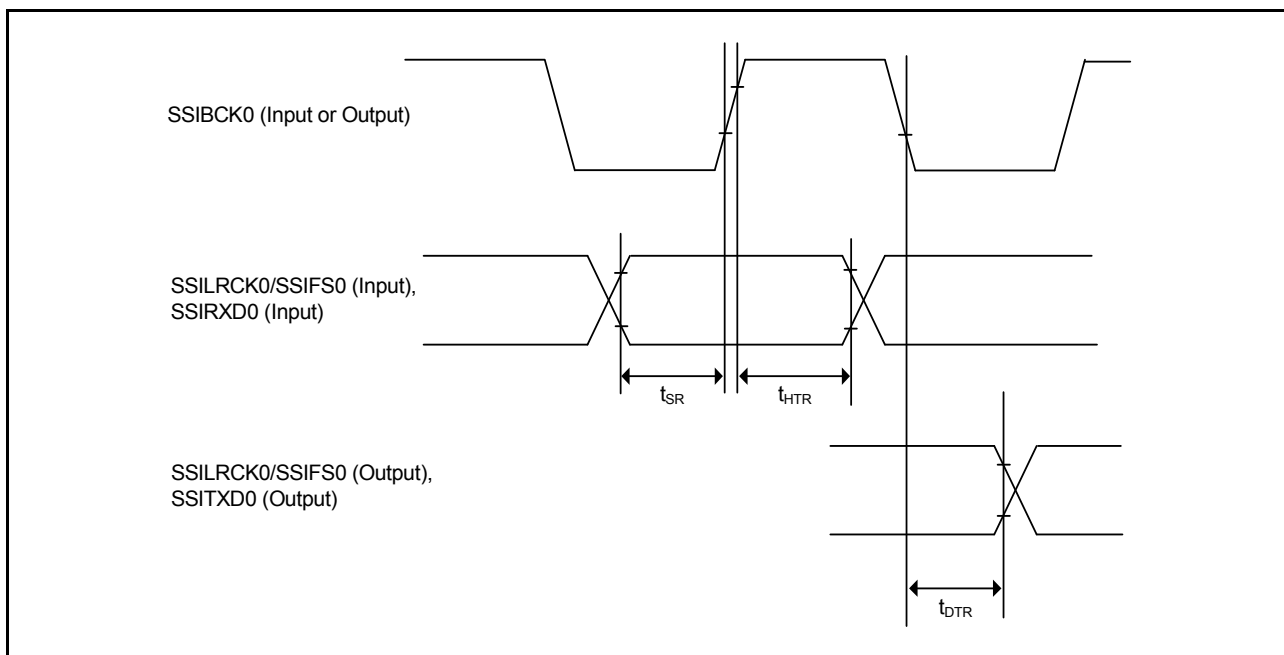 SSIBCK0 (Input or Output)
SSILRCK0/SSIFS0 (Input),
SSIRXD0 (Input)
tSR
tHTR
SSILRCK0/SSIFS0 (Output),
SSITXD0 (Output)
tDTR